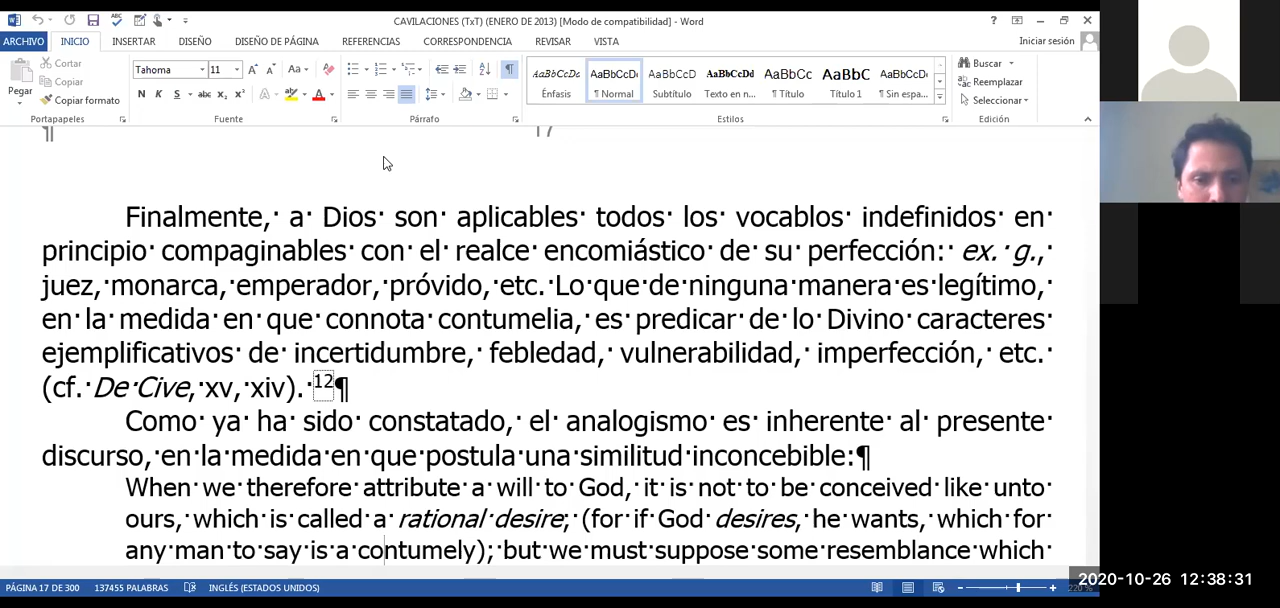 CAVILACIONES (TxT) (ENERO DE 2013) [Modo de compatibilidad] - Word
ARCHIVO INICIO INSERTAR DISEÑO DISEÑO DE PÁGINA REFERENCIAS CORRESPONDENCIA REVISAR VISTA Iniciar sesión
Pegar
Cortar
Copiar
Copiar formato
Portapapeles
Tahoma 11
N K S abc x₂ x²
Fuente
Párrafo
AaBbCcDc AaBbCcDc AaBbCcD AaBbCcDd AaBbCc AaBbC AaBbCcDc
Énfasis ¶ Normal Subtítulo Texto en n... ¶ Título Título 1 ¶ Sin espa...
Estilos
Buscar
Reemplazar
Seleccionar
Edición
¶ 17
Finalmente, a Dios son aplicables todos los vocablos indefinidos en
principio compaginables con el realce encomiástico de su perfección: ex. g.,
juez, monarca, emperador, próvido, etc. Lo que de ninguna manera es legítimo,
en la medida en que connota contumelia, es predicar de lo Divino caracteres
ejemplificativos de incertidumbre, febledad, vulnerabilidad, imperfección, etc.
(cf. De Cive, xv, xiv). 12¶
Como ya ha sido constatado, el analogismo es inherente al presente
discurso, en la medida en que postula una similitud inconcebible:¶
When we therefore attribute a will to God, it is not to be conceived like unto
ours, which is called a rational desire; (for if God desires, he wants, which for
any man to say is a contumely); but we must suppose some resemblance which
PÁGINA 17 DE 300 137455 PALABRAS INGLÉS (ESTADOS UNIDOS) 220 %
2020-10-26 12:38:31